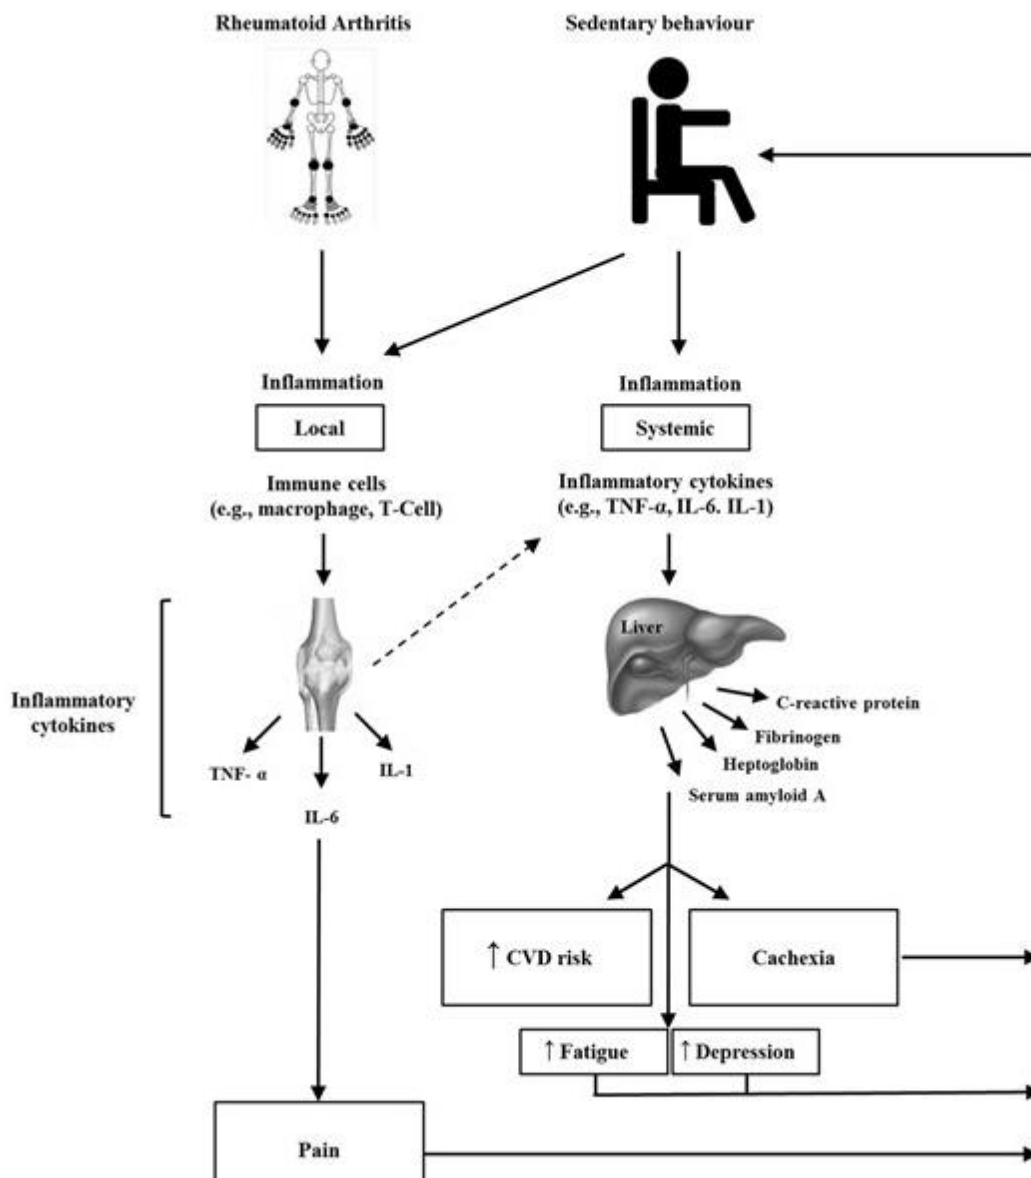 Rheumatoid Arthritis
Sedentary behaviour
Inflammation
Local
Inflammation
Systemic
Immune cells
(e.g., macrophage, T-Cell)
Inflammatory cytokines
(e.g., TNF-α, IL-6. IL-1)
Inflammatory
cytokines
TNF- α
IL-1
IL-6
Liver
C-reactive protein
Fibrinogen
Heptoglobin
Serum amyloid A
↑ CVD risk
Cachexia
↑ Fatigue
↑ Depression
Pain